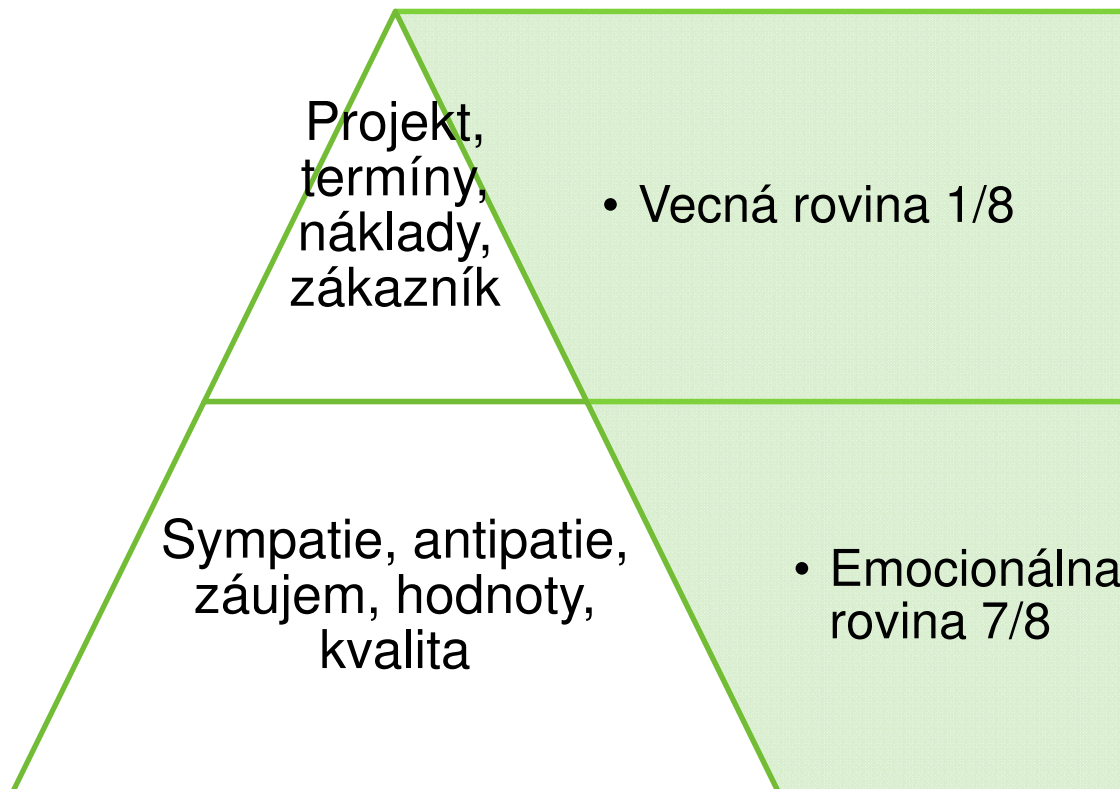 Projekt,
termíny,
náklady,
zákazník
• Vecná rovina 1/8
Sympatie, antipatie,
záujem, hodnoty,
kvalita
• Emocionálna
rovina 7/8